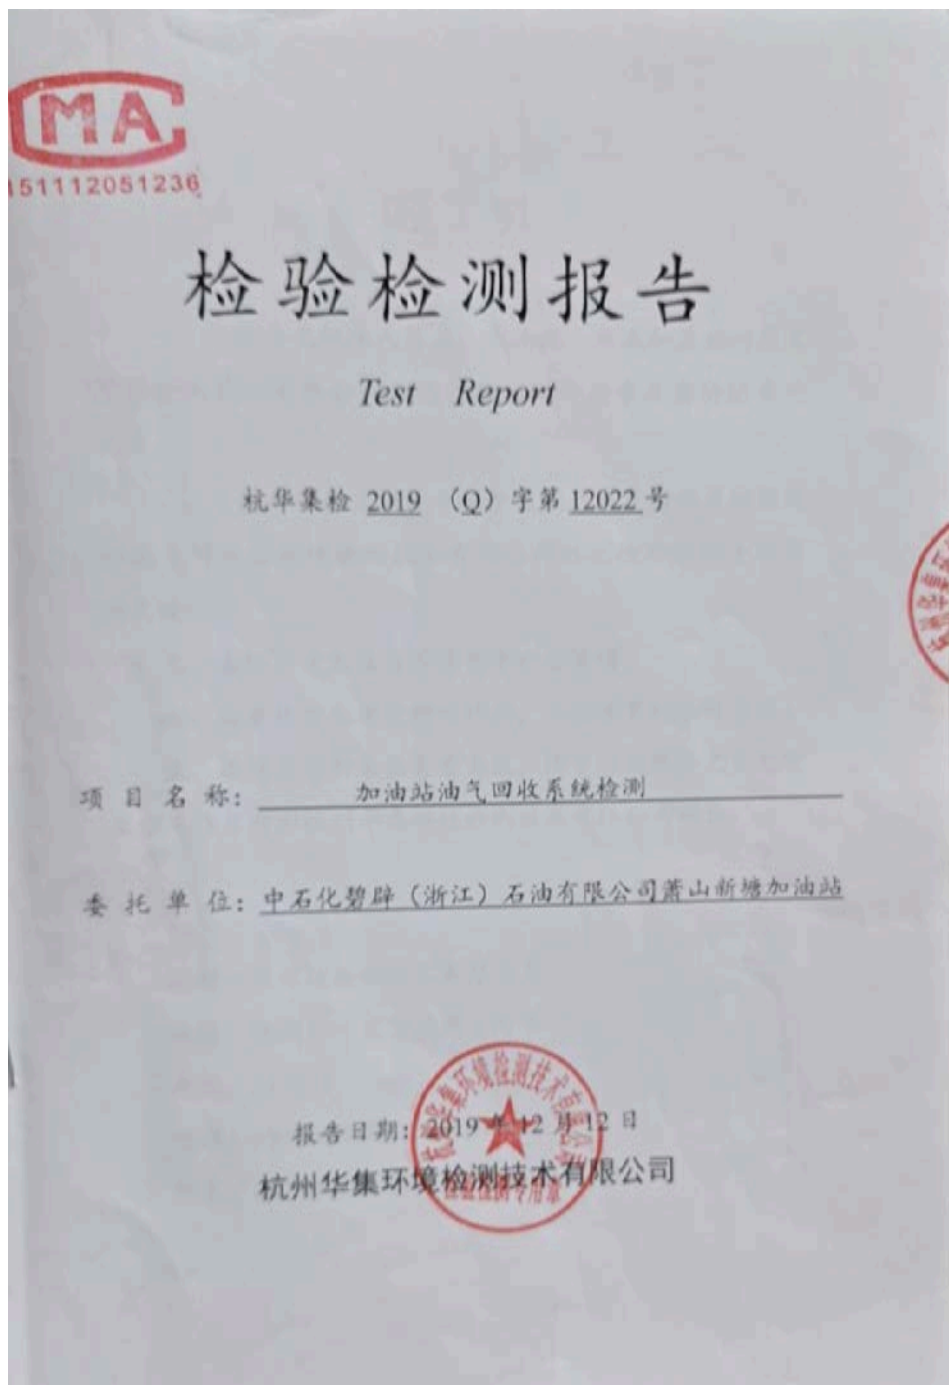 MA
151112051236
检验检测报告
Test Report
杭华集检 2019 （Q）字第 12022 号
项目名称： 加油站油气回收系统检测
委托单位：中石化碧辟（浙江）石油有限公司萧山新塘加油站
报告日期：2019 年 12 月 12 日
杭州华集环境检测技术有限公司